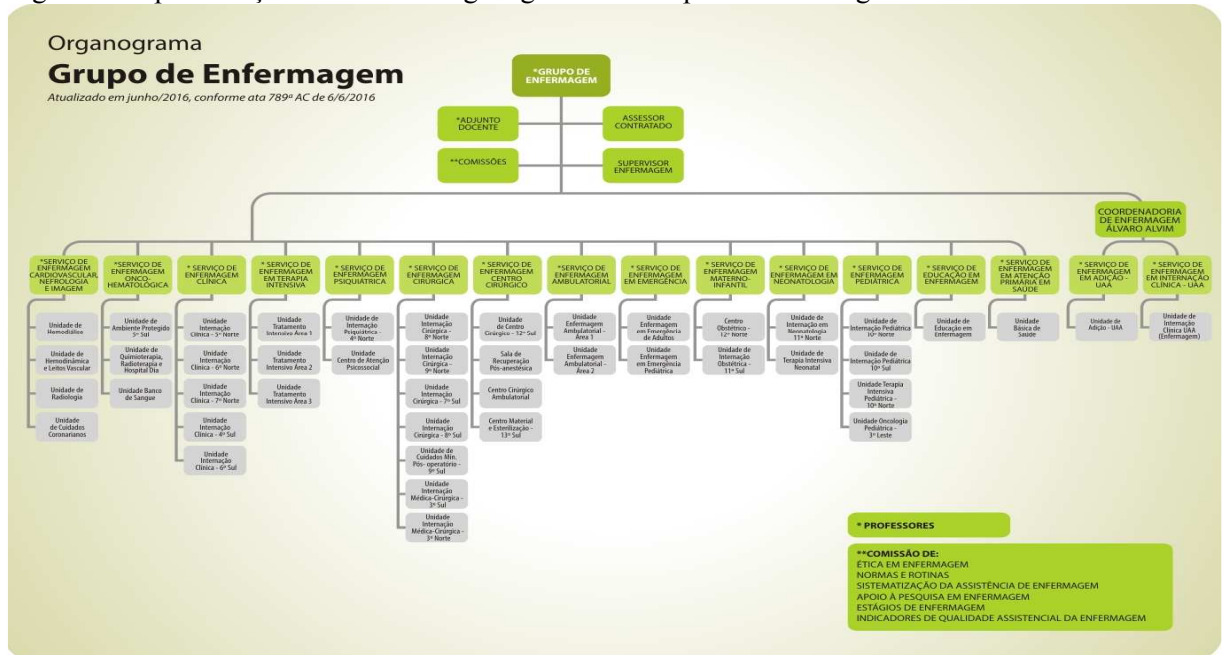 Organograma
Grupo de Enfermagem
Atualizado em junho/2016, conforme ata 789ª AC de 6/6/2016
*GRUPO DE
ENFERMAGEM
*ADJUNTO
DOCENTE
ASSESSOR
CONTRATADO
**COMISSÕES
SUPERVISOR
ENFERMAGEM
COORDENADORIA
DE ENFERMAGEM
ÁLVARO ALVIM
*SERVIÇO DE
ENFERMAGEM
CARDIOVASCULAR,
NEFROLOGIA
E IMAGEM
Unidade de
Hemodiálise
Unidade de
Hemodinâmica
e Leitos Vascular
Unidade de
Radiologia
Unidade
de Cuidados
Coronarianos
*SERVIÇO DE
ENFERMAGEM
ONCO-
HEMATOLÓGICA
Unidade de
Ambiente Protegido
5º Sul
Unidade de
Quimioterapia,
Radioterapia e
Hospital Dia
Unidade Banco
de Sangue
* SERVIÇO DE
ENFERMAGEM
CLÍNICA
Unidade
Internação
Clínica - 5º Norte
Unidade
Internação
Clínica - 6º Norte
Unidade
Internação
Clínica - 7º Norte
Unidade
Internação
Clínica - 4º Sul
Unidade
Internação
Clínica - 6º Sul
* SERVIÇO DE
ENFERMAGEM
EM TERAPIA
INTENSIVA
Unidade
Tratamento
Intensivo Área 1
Unidade
Tratamento
Intensivo Área 2
Unidade
Tratamento
Intensivo Área 3
* SERVIÇO DE
ENFERMAGEM
PSIQUIÁTRICA
Unidade de
Internação
Psiquiátrica -
4º Norte
Unidade
Centro de Atenção
Psicossocial
* SERVIÇO DE
ENFERMAGEM
CIRÚRGICA
Unidade
Internação
Cirúrgica -
8º Norte
Unidade
Internação
Cirúrgica -
9º Norte
Unidade
Internação
Cirúrgica - 7º Sul
Unidade
Internação
Cirúrgica - 8º Sul
Unidade de
Cuidados Mín.
Pós- operatório -
9º Sul
Unidade
Internação
Médica-Cirúrgica -
3º Sul
Unidade
Internação
Médica-Cirúrgica -
3º Norte
* SERVIÇO DE
ENFERMAGEM
CENTRO
CIRÚRGICO
Unidade
de Centro
Cirúrgico - 12º Sul
Sala de
Recuperação
Pós-anestésica
Centro Cirúrgico
Ambulatorial
Centro Material
e Esterilização -
13º Sul
*SERVIÇO DE
ENFERMAGEM
AMBULATORIAL
Unidade
Enfermagem
Ambulatorial -
Área 1
Unidade
Enfermagem
Ambulatorial -
Área 2
* SERVIÇO DE
ENFERMAGEM
EM EMERGÊNCIA
Unidade
Enfermagem
em Emergência
de Adultos
Unidade
Enfermagem
em Emergência
Pediátrica
* SERVIÇO DE
ENFERMAGEM
MATERNO-
INFANTIL
Centro
Obstétrico -
12º Norte
Unidade de
Internação
Obstétrica -
11º Sul
*SERVIÇO DE
ENFERMAGEM EM
NEONATOLOGIA
Unidade de
Internação em
Neonatologia
11º Norte
Unidade de
Terapia Intensiva
Neonatal
*SERVIÇO DE
ENFERMAGEM
PEDIÁTRICA
Unidade de
Internação Pediátrica
10º Norte
Unidade de
Internação Pediátrica
10º Sul
Unidade Terapia
Intensiva
Pediátrica -
10º Norte
Unidade Oncologia
Pediátrica -
3º Leste
* SERVIÇO DE
EDUCAÇÃO EM
ENFERMAGEM
Unidade de
Educação em
Enfermagem
* SERVIÇO DE
ENFERMAGEM
EM ATENÇÃO
PRIMÁRIA EM
SAÚDE
Unidade
Básica de
Saúde
* SERVIÇO DE
ENFERMAGEM
EM ADIÇÃO -
UAA
Unidade de
Adição - UAA
* SERVIÇO DE
ENFERMAGEM
EM INTERNAÇÃO
CLÍNICA - UAA
Unidade de
Internação
Clínica UAA
(Enfermagem)
* PROFESSORES
**COMISSÃO DE:
ÉTICA EM ENFERMAGEM
NORMAS E ROTINAS
SISTEMATIZAÇÃO DA ASSISTÊNCIA DE ENFERMAGEM
APOIO À PESQUISA EM ENFERMAGEM
ESTÁGIOS DE ENFERMAGEM
INDICADORES DE QUALIDADE ASSISTENCIAL DA ENFERMAGEM